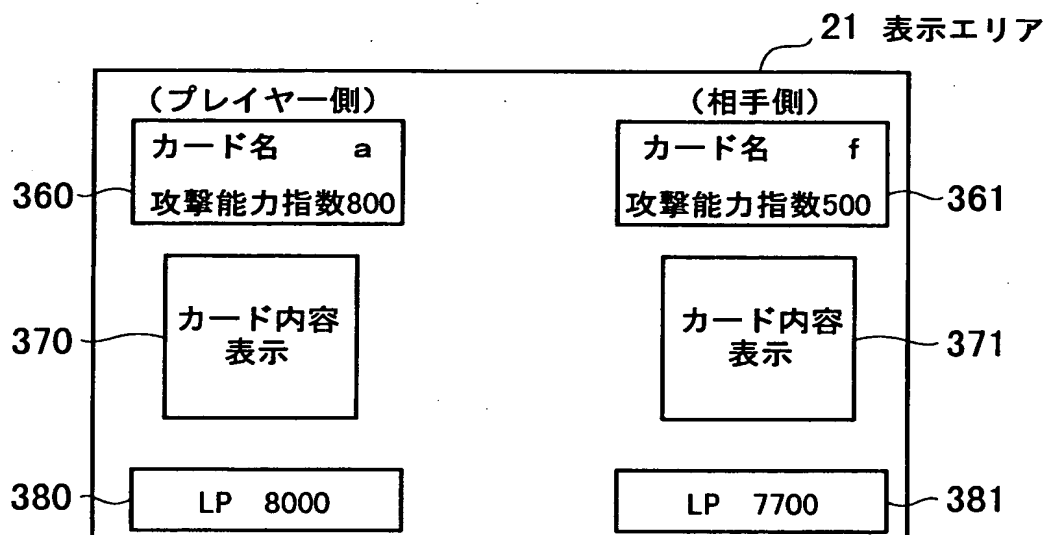 21 表示エリア
(プレイヤー側)
(相手側)
カード名 a
攻撃能力指数800
カード名 f
攻撃能力指数500
360
361
カード内容
表示
カード内容
表示
370
371
LP 8000
LP 7700
380
381